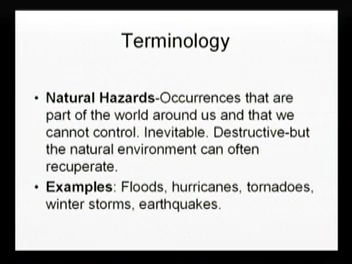 Terminology
• Natural Hazards-Occurrences that are
part of the world around us and that we
cannot control. Inevitable. Destructive-but
the natural environment can often
recuperate.
• Examples: Floods, hurricanes, tornadoes,
winter storms, earthquakes.